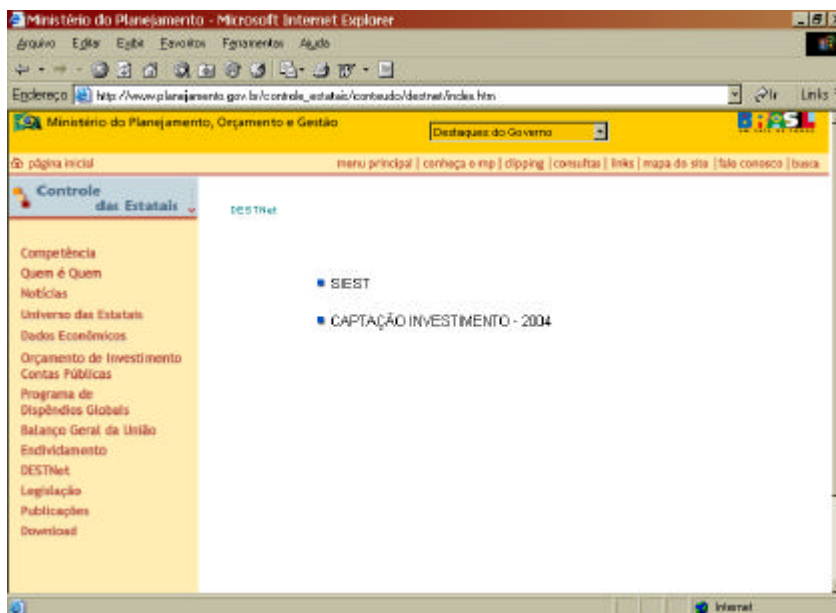 Ministério do Planejamento - Microsoft Internet Explorer
Arquivo Editar Exibir Favoritos Ferramentas Ajuda
Endereço http://www.planejamento.gov.br/controle_estatais/conteudo/destnet/index.htm Ir Links
Ministério do Planejamento, Orçamento e Gestão
Destaques do Governo
BRASIL
página inicial
menu principal | conheça o mp | clipping | consultas | links | mapa do site | fale conosco | busca
Controle
das Estatais
DESTNet
Competência
Quem é Quem
Notícias
Universo das Estatais
Dados Econômicos
Orçamento de Investimento
Contas Públicas
Programa de
Dispêndios Globais
Balanço Geral da União
Endividamento
DESTNet
Legislação
Publicações
Download
SIEST
CAPTAÇÃO INVESTIMENTO - 2004
Internet